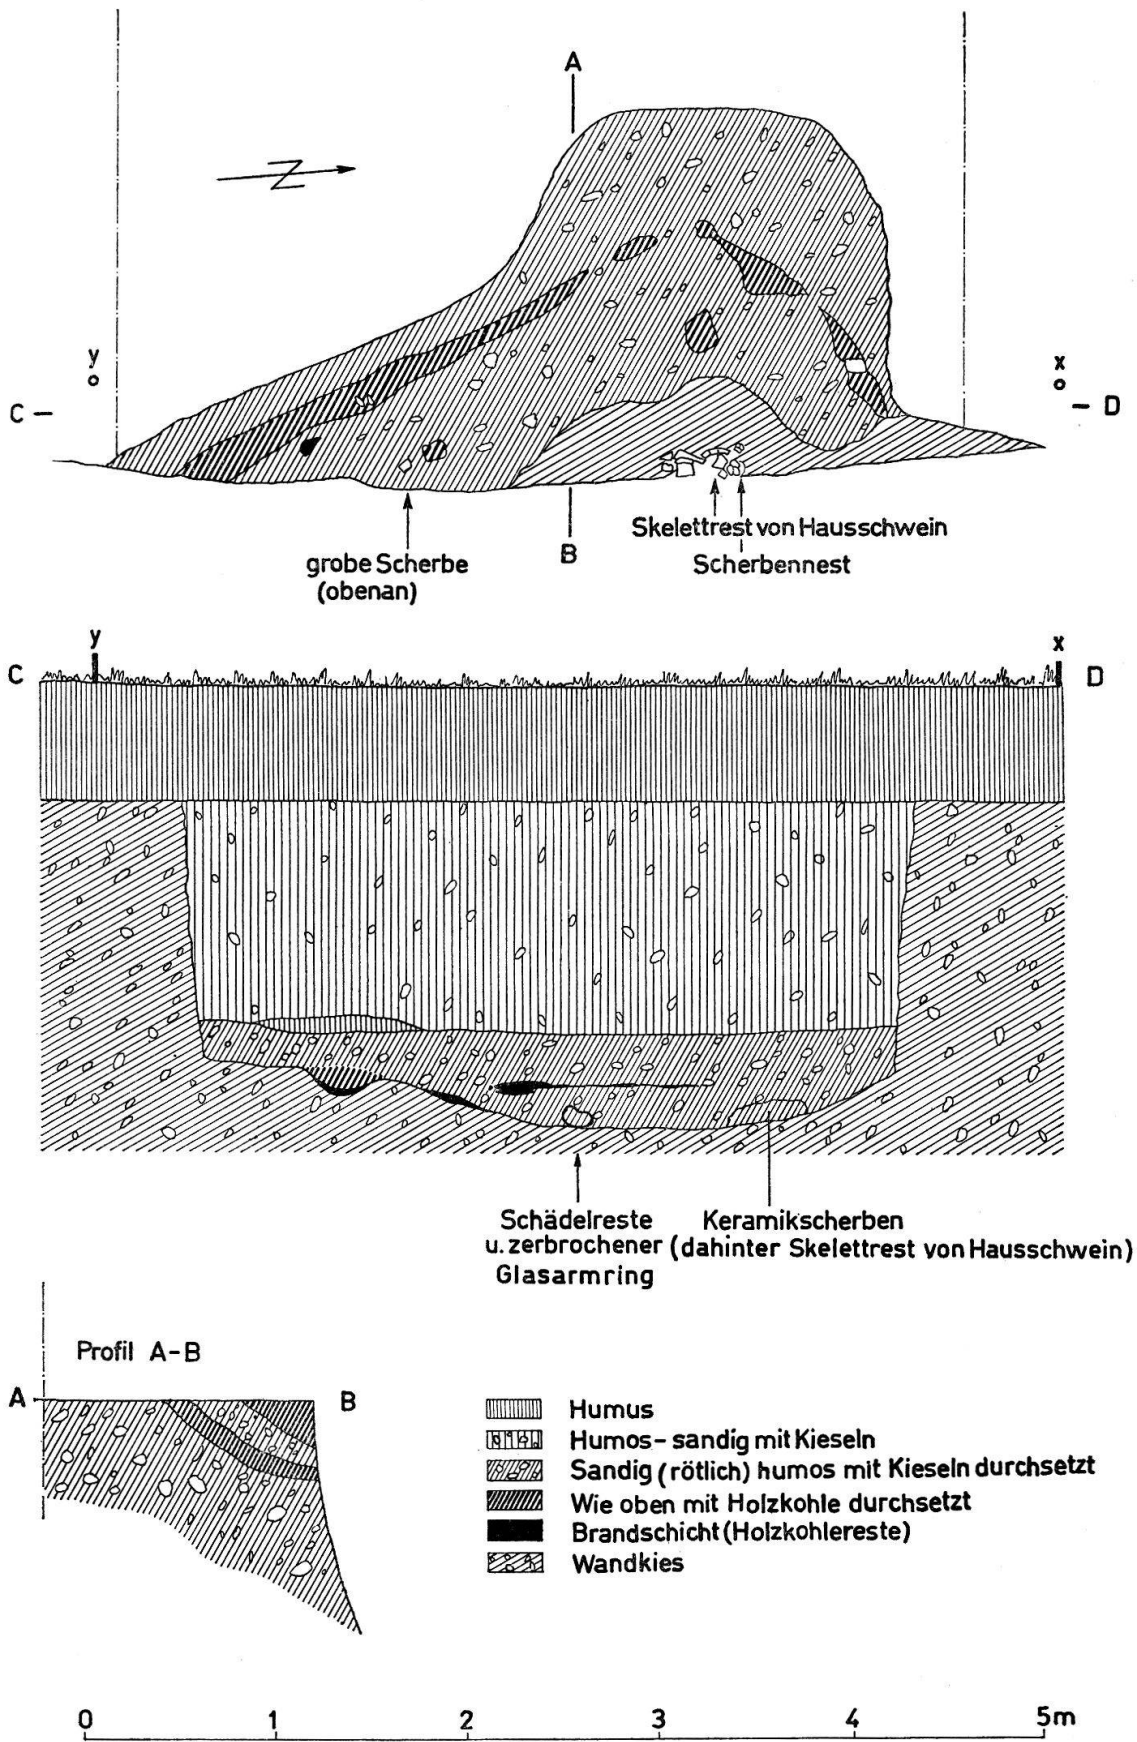 A
Z
y
x
C
D
Skelettrest von Hausschwein
grobe Scherbe
(obenan)
B
Scherbennest
y
x
C
D
Schädelreste
u. zerbrochener
Glasarmring
Keramikscherben
(dahinter Skelettrest von Hausschwein)
Profil A-B
A
B
Humus
Humos-sandig mit Kieseln
Sandig (rötlich) humos mit Kieseln durchsetzt
Wie oben mit Holzkohle durchsetzt
Brandschicht (Holzkohlereste)
Wandkies
0 1 2 3 4 5m